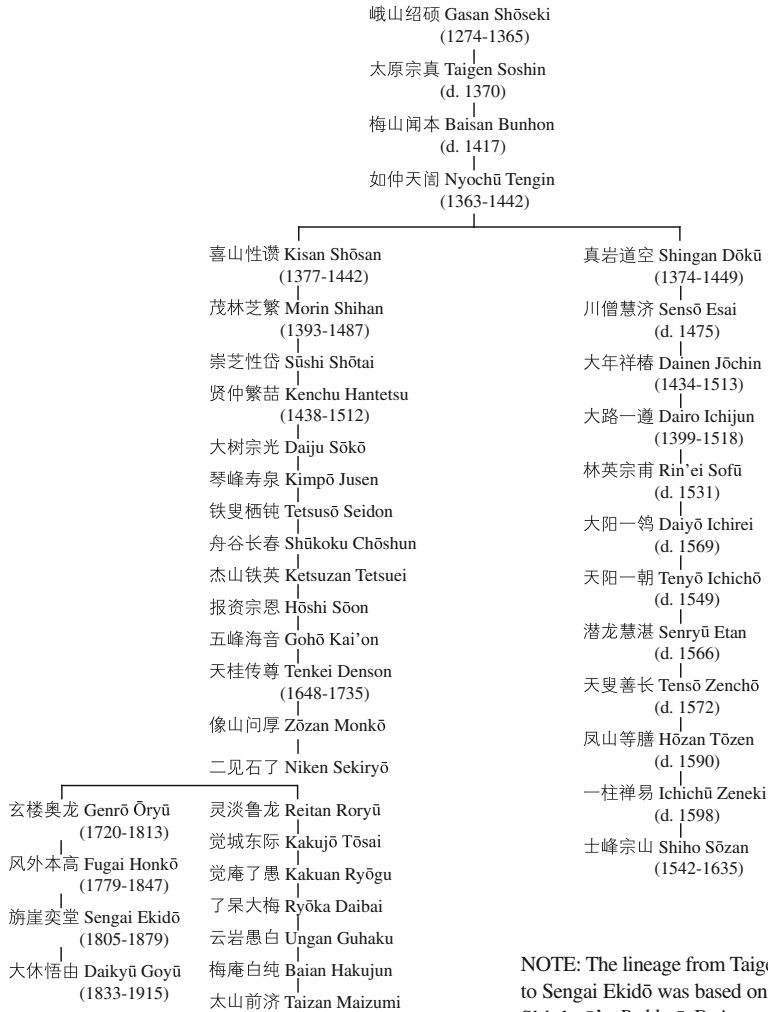 峨山绍硕 Gasan Shōseki
(1274-1365)
太原宗真 Taigen Soshin
(d. 1370)
梅山闻本 Baisan Bunhon
(d. 1417)
如仲天訚 Nyochū Tengin
(1363-1442)
喜山性讃 Kisan Shōsan
(1377-1442)
茂林芝繁 Morin Shihan
(1393-1487)
崇芝性岱 Sūshi Shōtai
贤仲繁喆 Kenchu Hantetsu
(1438-1512)
大树宗光 Daiju Sōkō
琴峰寿泉 Kimpō Jusen
铁叟栖钝 Tetsusō Seidon
舟谷长春 Shūkoku Chōshun
杰山铁英 Ketsuzan Tetsuei
报资宗恩 Hōshi Sōon
五峰海音 Gohō Kai’on
天桂传尊 Tenkei Denson
(1648-1735)
像山问厚 Zōzan Monkō
二见石了 Niken Sekiryō
玄楼奥龙 Genrō Ōryū
(1720-1813)
风外本高 Fugai Honkō
(1779-1847)
旃崖奕堂 Sengai Ekidō
(1805-1879)
大休悟由 Daikyū Goyū
(1833-1915)
灵淡鲁龙 Reitan Roryū
觉城东际 Kakujō Tōsai
觉庵了愚 Kakuan Ryōgu
了杲大梅 Ryōka Daibai
云岩愚白 Ungan Guhaku
梅庵白纯 Baian Hakujun
太山前济 Taizan Maizumi
真岩道空 Shingan Dōkū
(1374-1449)
川僧慧济 Sensō Esai
(d. 1475)
大年祥椿 Dainen Jōchin
(1434-1513)
大路一遵 Dairo Ichijun
(1399-1518)
林英宗甫 Rin’ei Sofū
(d. 1531)
大阳一鸰 Daiyō Ichirei
(d. 1569)
天阳一朝 Tenyō Ichichō
(d. 1549)
潜龙慧湛 Senryū Etan
(d. 1566)
天叟善长 Tensō Zenchō
(d. 1572)
凤山等膳 Hōzan Tōzen
(d. 1590)
一柱禅易 Ichichū Zeneki
(d. 1598)
士峰宗山 Shiho Sōzan
(1542-1635)
NOTE: The lineage from Taige
to Sengai Ekidō was based on